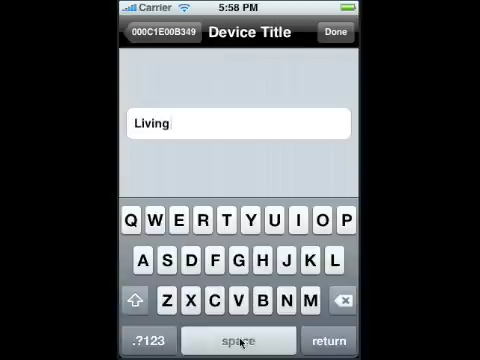 Carrier 5:58 PM
000C1E00B349 Device Title Done
Living
Q W E R T Y U I O P
A S D F G H J K L
Z X C V B N M
.?123 space return